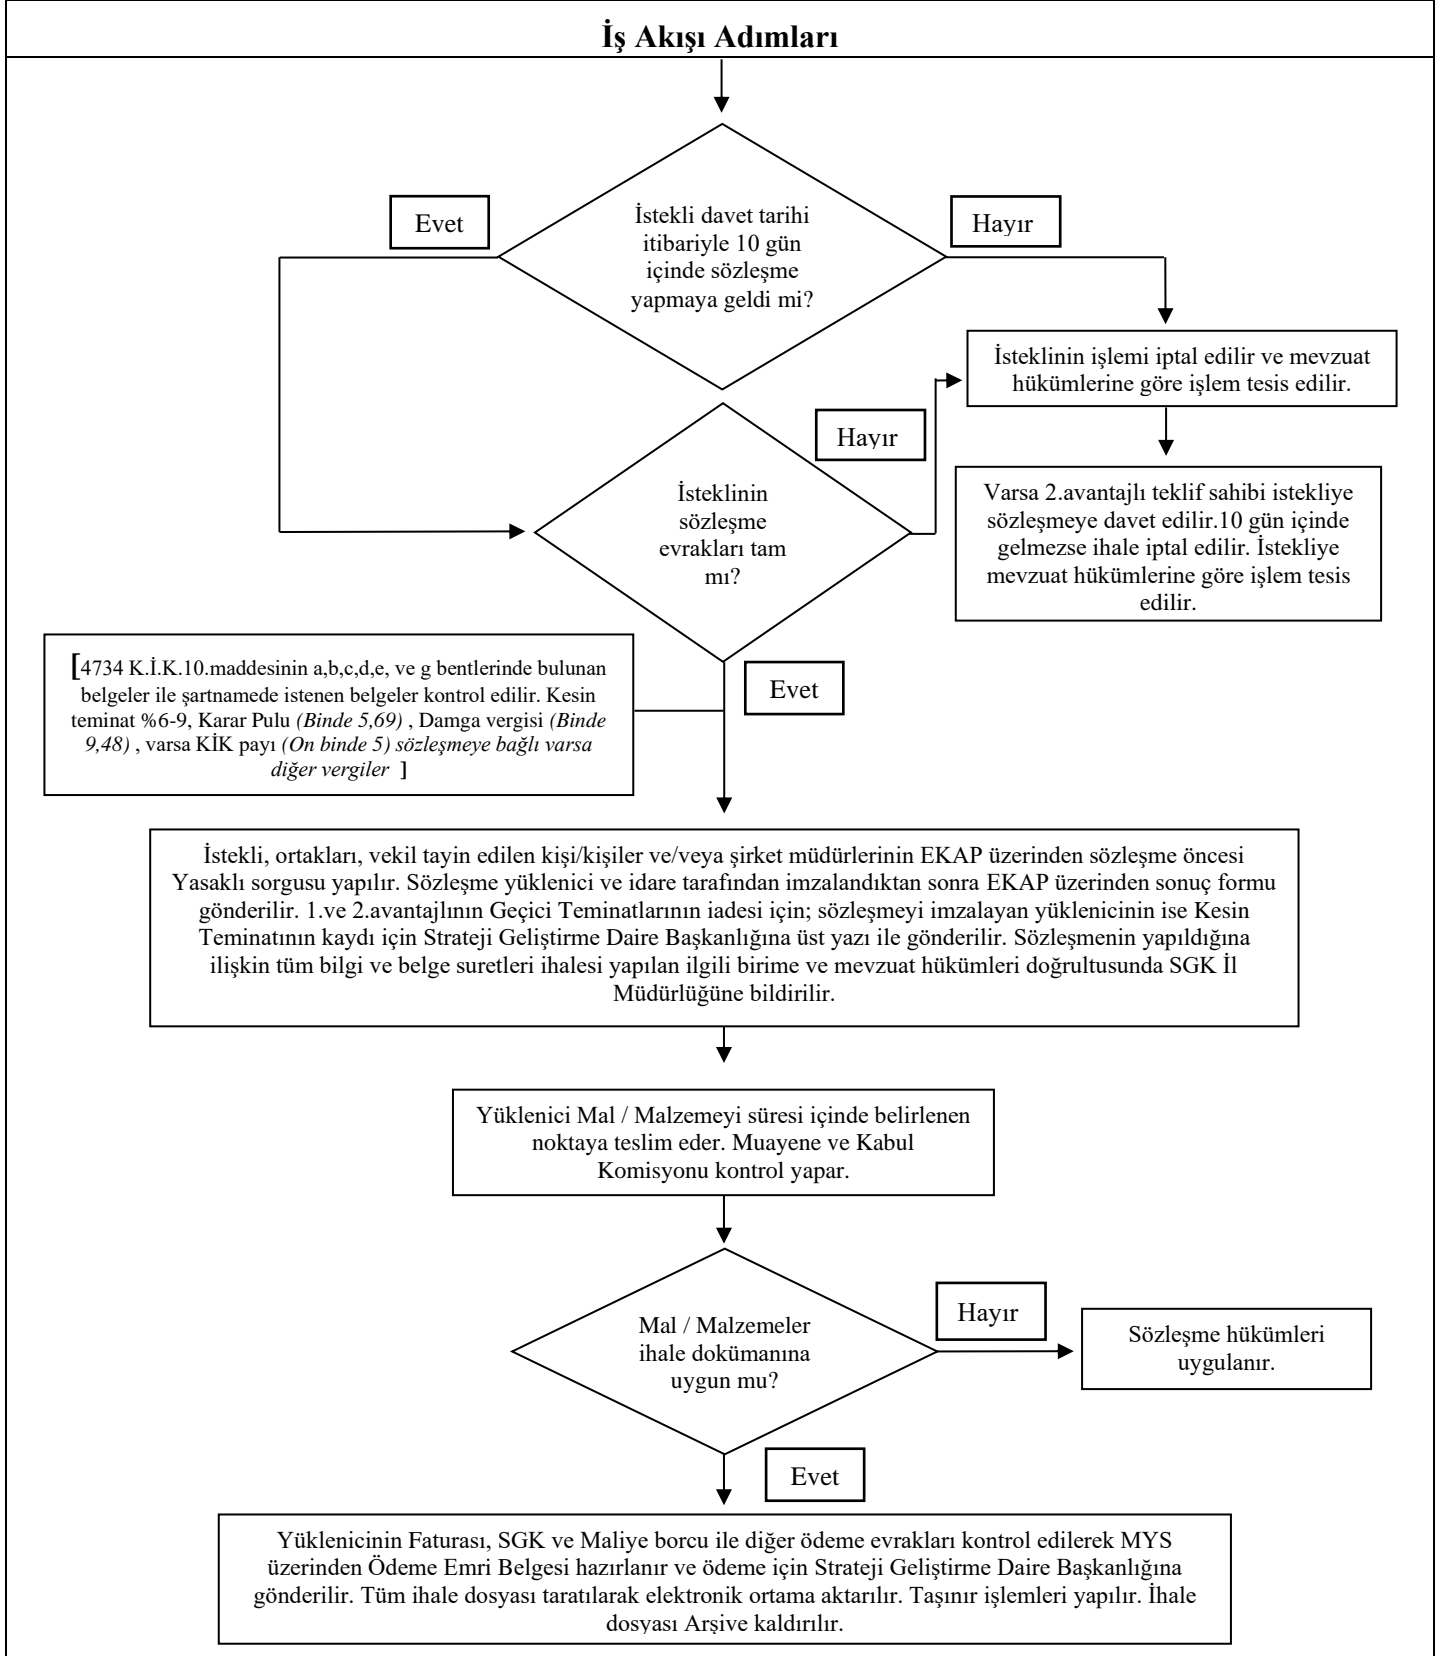 İş Akışı Adımları
Evet
İstekli davet tarihi
itibariyle 10 gün
içinde sözleşme
yapmaya geldi mi?
Hayır
İsteklinin işlemi iptal edilir ve mevzuat
hükümlerine göre işlem tesis edilir.
Hayır
İsteklinin
sözleşme
evrakları tam
mı?
Varsa 2.avantajlı teklif sahibi istekliye
sözleşmeye davet edilir.10 gün içinde
gelmezse ihale iptal edilir. İstekliye
mevzuat hükümlerine göre işlem tesis
edilir.
[4734 K.İ.K.10.maddesinin a,b,c,d,e, ve g bentlerinde bulunan
belgeler ile şartnamede istenen belgeler kontrol edilir. Kesin
teminat %6-9, Karar Pulu (Binde 5,69) , Damga vergisi (Binde
9,48) , varsa KİK payı (On binde 5) sözleşmeye bağlı varsa
diğer vergiler ]
Evet
İstekli, ortakları, vekil tayin edilen kişi/kişiler ve/veya şirket müdürlerinin EKAP üzerinden sözleşme öncesi
Yasaklı sorgusu yapılır. Sözleşme yüklenici ve idare tarafından imzalandıktan sonra EKAP üzerinden sonuç formu
gönderilir. 1.ve 2.avantajlının Geçici Teminatlarının iadesi için; sözleşmeyi imzalayan yüklenicinin ise Kesin
Teminatının kaydı için Strateji Geliştirme Daire Başkanlığına üst yazı ile gönderilir. Sözleşmenin yapıldığına
ilişkin tüm bilgi ve belge suretleri ihalesi yapılan ilgili birime ve mevzuat hükümleri doğrultusunda SGK İl
Müdürlüğüne bildirilir.
Yüklenici Mal / Malzemeyi süresi içinde belirlenen
noktaya teslim eder. Muayene ve Kabul
Komisyonu kontrol yapar.
Mal / Malzemeler
ihale dokümanına
uygun mu?
Hayır
Sözleşme hükümleri
uygulanır.
Evet
Yüklenicinin Faturası, SGK ve Maliye borcu ile diğer ödeme evrakları kontrol edilerek MYS
üzerinden Ödeme Emri Belgesi hazırlanır ve ödeme için Strateji Geliştirme Daire Başkanlığına
gönderilir. Tüm ihale dosyası taratılarak elektronik ortama aktarılır. Taşınır işlemleri yapılır. İhale
dosyası Arşive kaldırılır.